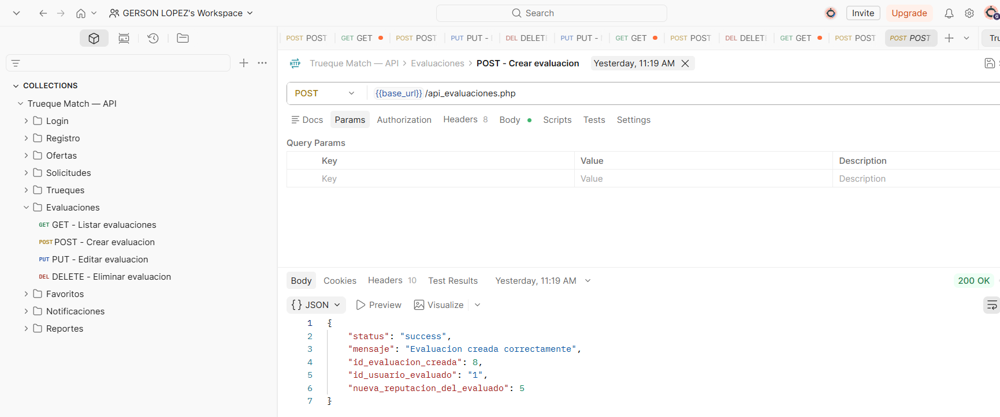 GERSON LOPEZ's Workspace
Search
Invite
Upgrade
POST POST
GET GET
POST POST
PUT PUT -
DEL DELET
PUT PUT -
GET GET
POST POST
DEL DELET
GET GET
POST POST
POST POST
Tru
HTTP
Trueque Match — API > Evaluaciones > POST - Crear evaluacion
Yesterday, 11:19 AM
COLLECTIONS
Trueque Match — API
Login
Registro
Ofertas
Solicitudes
Trueques
Evaluaciones
GET GET - Listar evaluaciones
POST POST - Crear evaluacion
PUT PUT - Editar evaluacion
DEL DELETE - Eliminar evaluacion
Favoritos
Notificaciones
Reportes
POST
{{base_url}} /api_evaluaciones.php
Docs
Params
Authorization
Headers 8
Body
Scripts
Tests
Settings
Query Params
Key Value Description
Key Value Description
Body
Cookies
Headers 10
Test Results
Yesterday, 11:19 AM
200 OK
{} JSON
Preview
Visualize
1 {
2 "status": "success",
3 "mensaje": "Evaluacion creada correctamente",
4 "id_evaluacion_creada": 8,
5 "id_usuario_evaluado": "1",
6 "nueva_reputacion_del_evaluado": 5
7 }